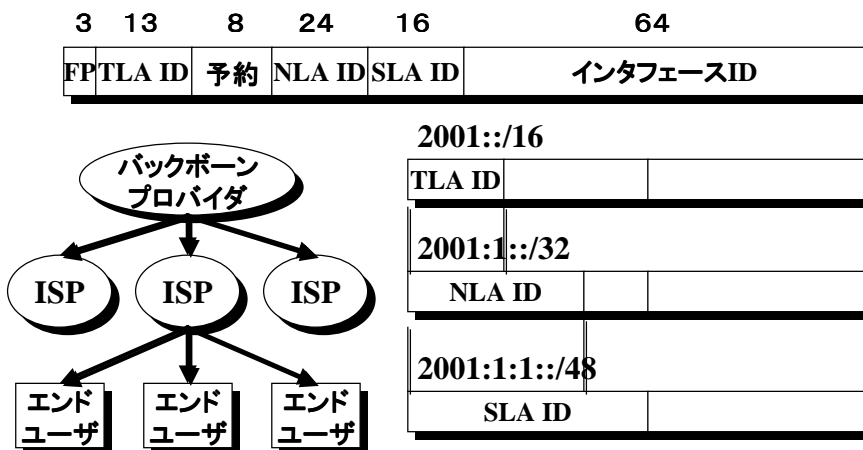 3 13 8 24 16 64
FP TLA ID 予約 NLA ID SLA ID インタフェースID
バックボーン
プロバイダ
ISP ISP ISP
エンド
ユーザ
エンド
ユーザ
エンド
ユーザ
2001::/16
TLA ID
2001:1::/32
NLA ID
2001:1:1::/48
SLA ID